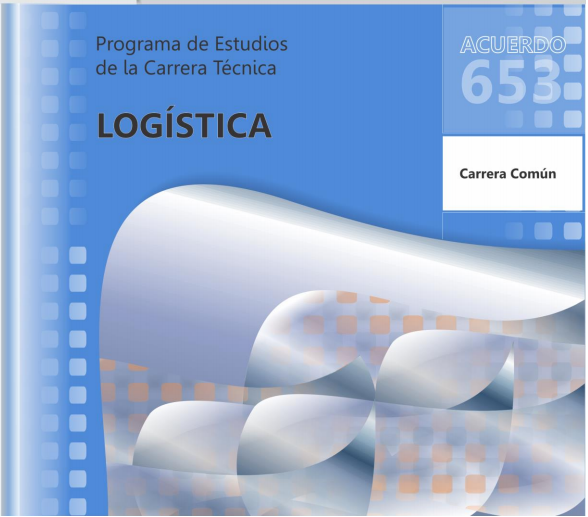 Programa de Estudios
de la Carrera Técnica
LOGÍSTICA
ACUERDO
653
Carrera Común